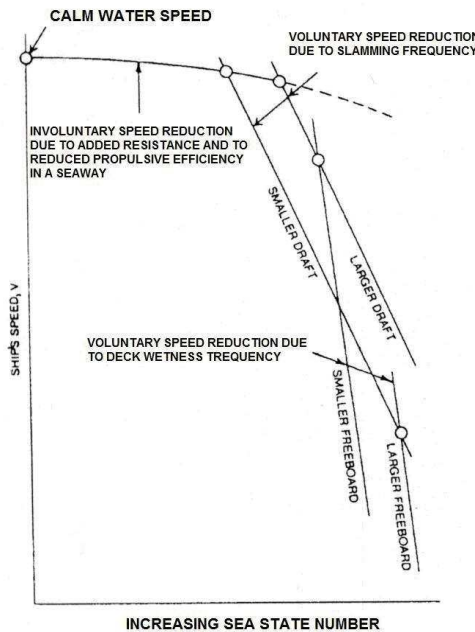 CALM WATER SPEED
VOLUNTARY SPEED REDUCTION
DUE TO SLAMMING FREQUENCY
INVOLUNTARY SPEED REDUCTION
DUE TO ADDED RESISTANCE AND TO
REDUCED PROPULSIVE EFFICIENCY
IN A SEAWAY
SMALLER DRAFT
LARGER DRAFT
SHIP'S SPEED, V
VOLUNTARY SPEED REDUCTION DUE
TO DECK WETNESS TREQUENCY
SMALLER FREEBOARD
LARGER FREEBOARD
INCREASING SEA STATE NUMBER